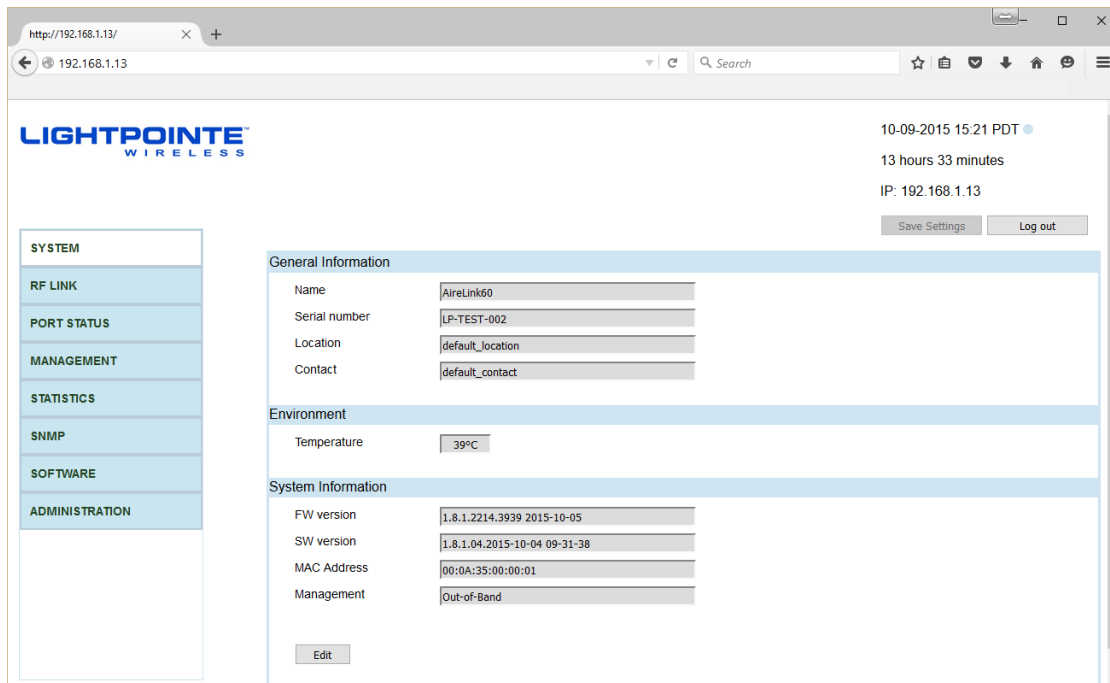 http://192.168.1.13/
192.168.1.13
Search
LIGHTPOINTE™
WIRELESS
10-09-2015 15:21 PDT
13 hours 33 minutes
IP: 192.168.1.13
Save Settings
Log out
SYSTEM
RF LINK
PORT STATUS
MANAGEMENT
STATISTICS
SNMP
SOFTWARE
ADMINISTRATION
General Information
Name AireLink60
Serial number LP-TEST-002
Location default_location
Contact default_contact
Environment
Temperature 39ºC
System Information
FW version 1.8.1.2214.3939 2015-10-05
SW version 1.8.1.04.2015-10-04 09-31-38
MAC Address 00:0A:35:00:00:01
Management Out-of-Band
Edit